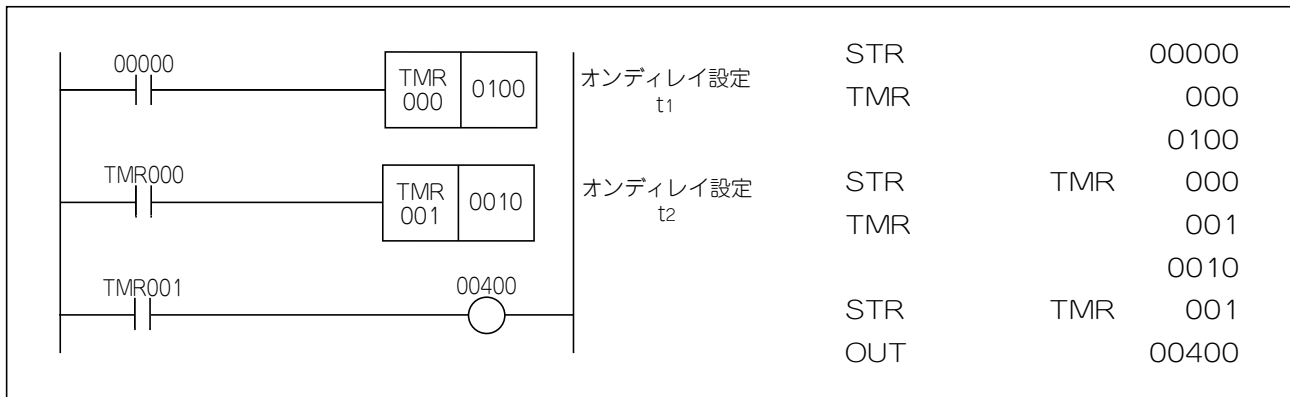 00000
TMR
000
0100
オンディレイ設定
t1
TMR000
TMR
001
0010
オンディレイ設定
t2
TMR001
00400
STR 00000
TMR 000
0100
STR TMR 000
TMR 001
0010
STR TMR 001
OUT 00400